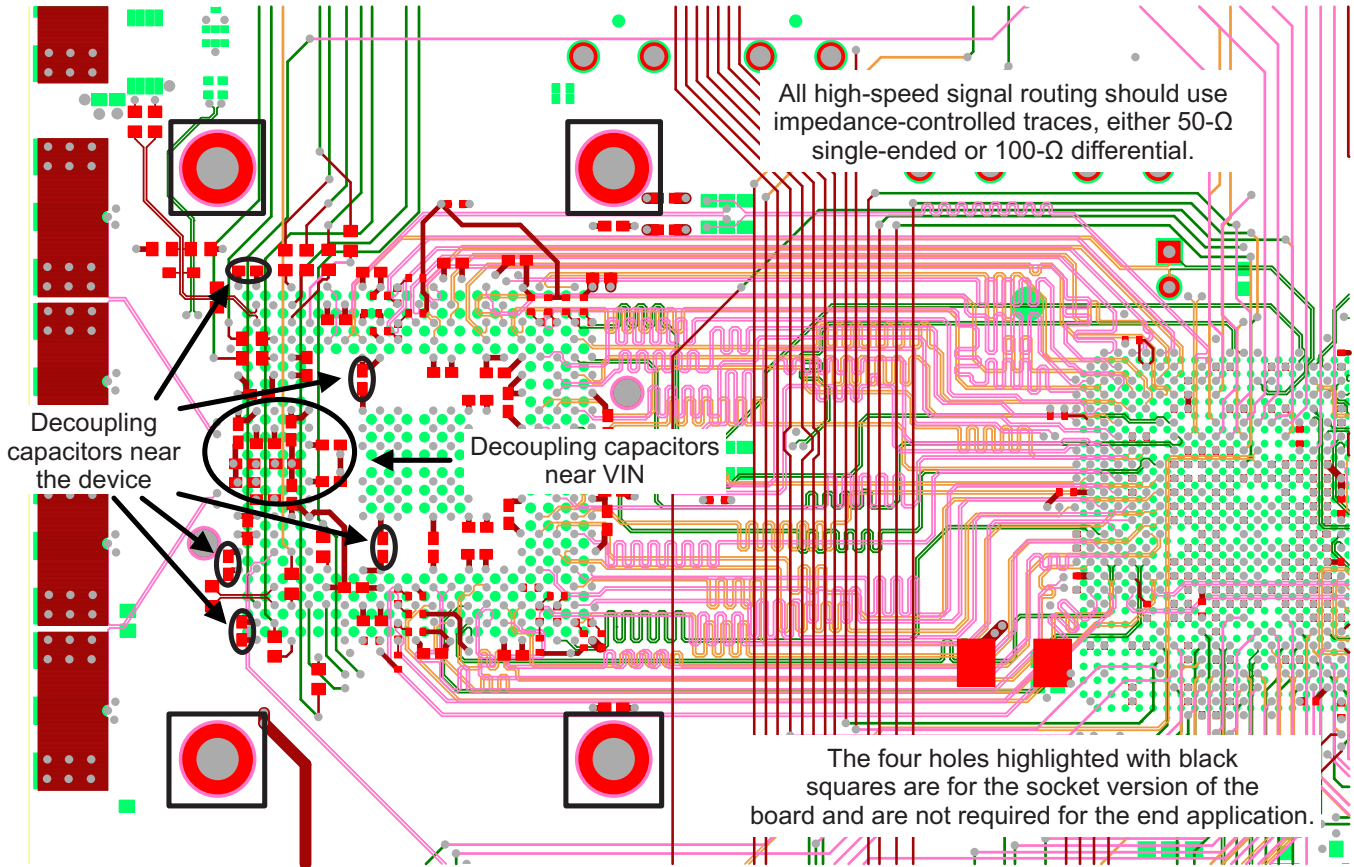 All high-speed signal routing should use
impedance-controlled traces, either 50-Ω
single-ended or 100-Ω differential.
Decoupling
capacitors near
the device
Decoupling capacitors
near VIN
The four holes highlighted with black
squares are for the socket version of the
board and are not required for the end application.